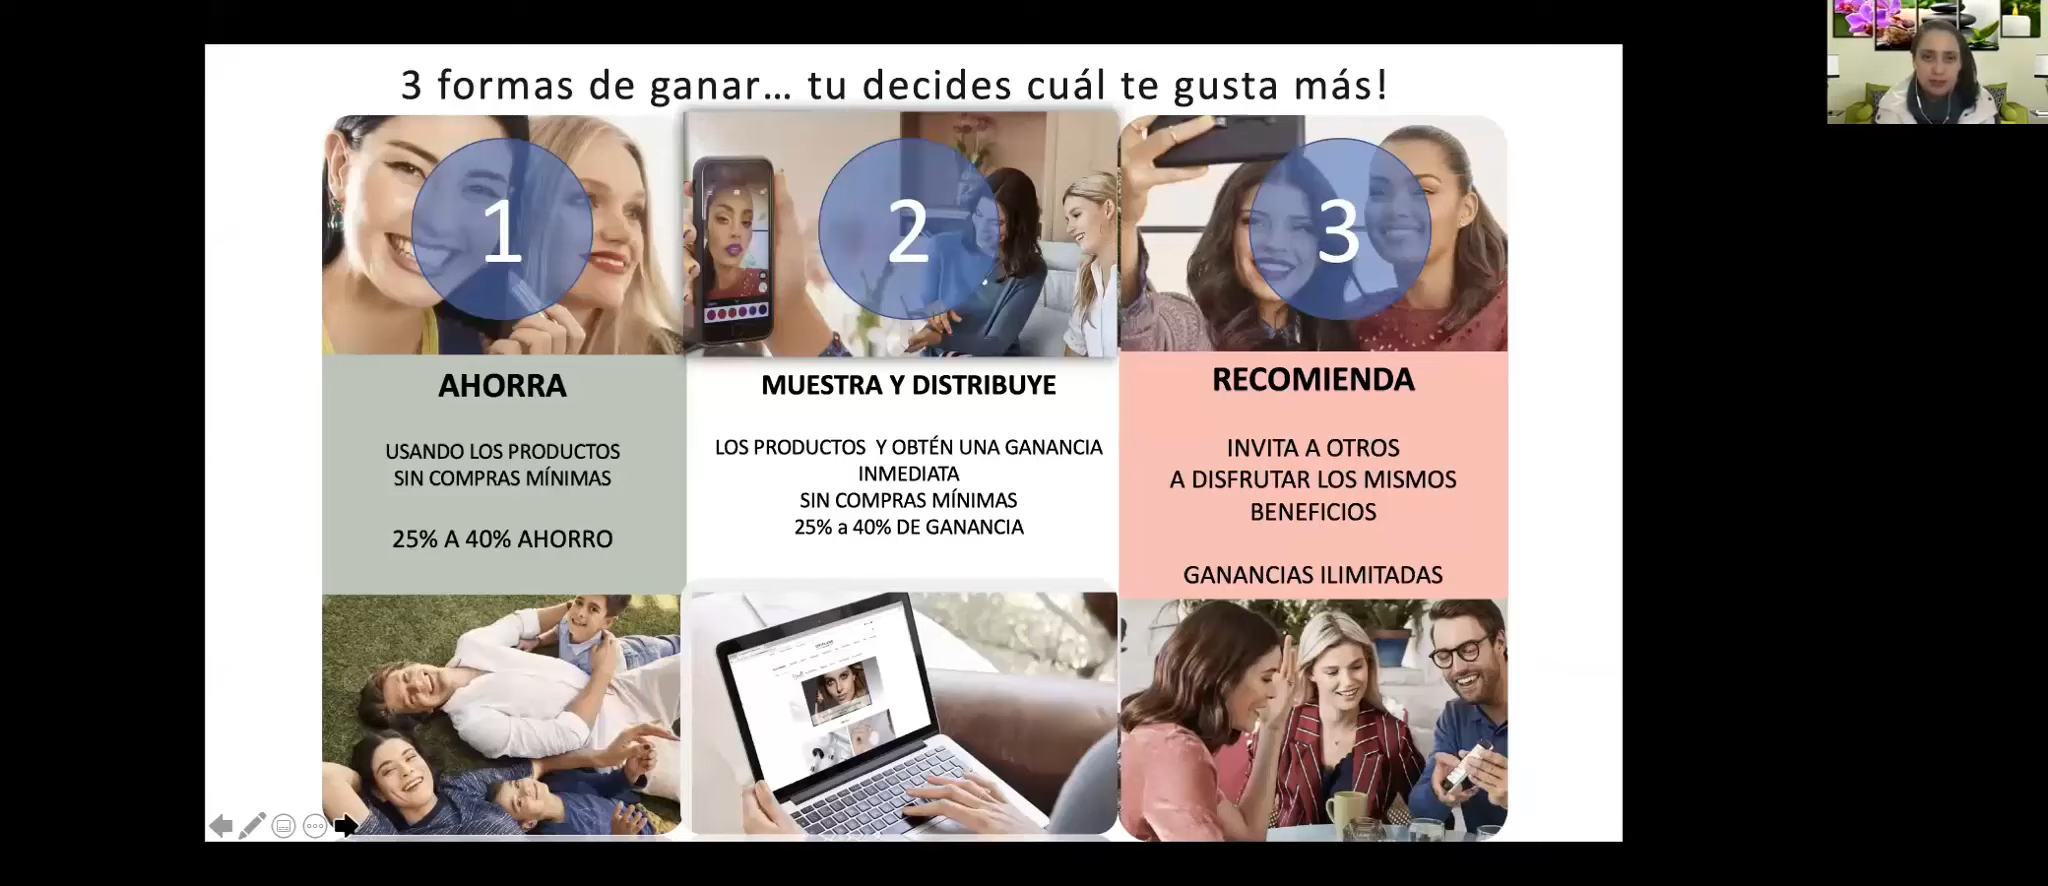 3 formas de ganar... tu decides cuál te gusta más!
1
2
3
AHORRA
USANDO LOS PRODUCTOS
SIN COMPRAS MÍNIMAS
25% A 40% AHORRO
MUESTRA Y DISTRIBUYE
LOS PRODUCTOS Y OBTÉN UNA GANANCIA
INMEDIATA
SIN COMPRAS MÍNIMAS
25% a 40% DE GANANCIA
RECOMIENDA
INVITA A OTROS
A DISFRUTAR LOS MISMOS
BENEFICIOS
GANANCIAS ILIMITADAS